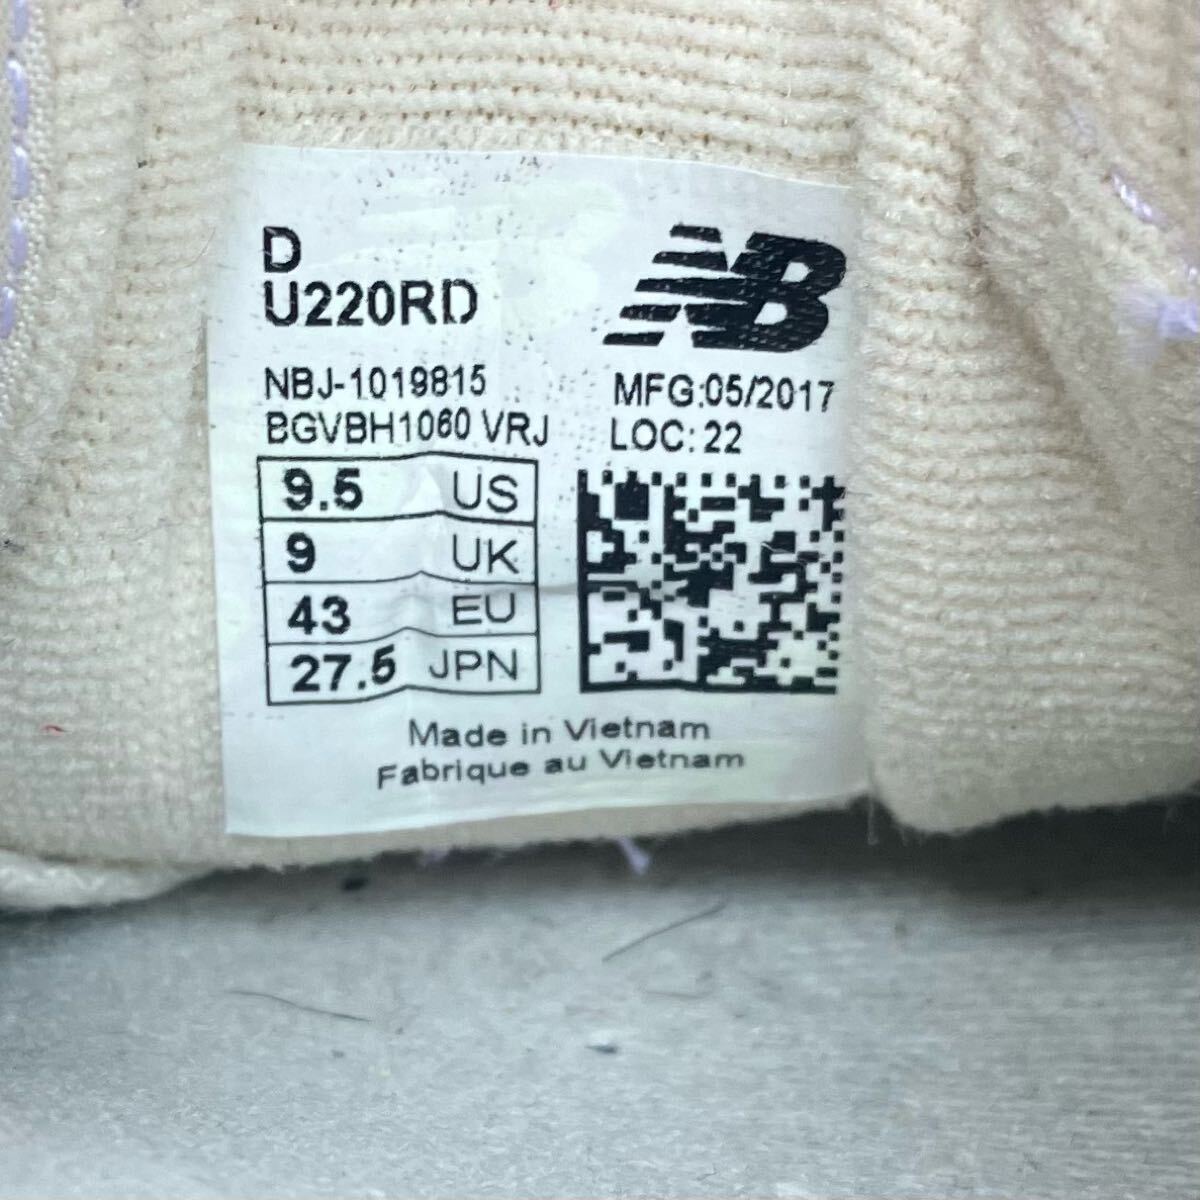 D
U220RD
NB
NBJ-1019815
BGVBH1060 VRJ
MFG:05/2017
LOC: 22
9.5 US
9 UK
43 EU
27.5 JPN
Made in Vietnam
Fabrique au Vietnam